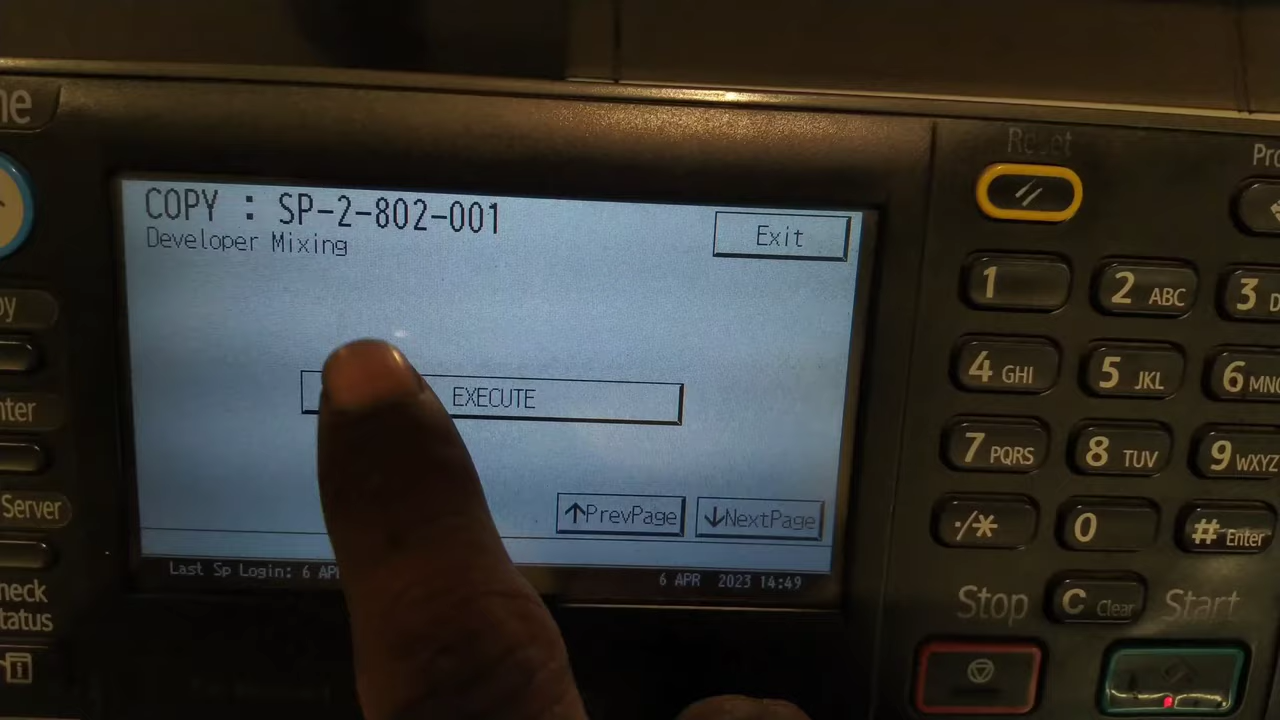 COPY : SP-2-802-001
Developer Mixing
Exit
EXECUTE
↑PrevPage
↓NextPage
Last Sp Login: 6
6 APR 2023 14:49
Reset
1
2 ABC
3
4 GHI
5 JKL
6
7 PQRS
8 TUV
9 WXYZ
·/*
0
# Enter
Stop
C Clear
Start
Server